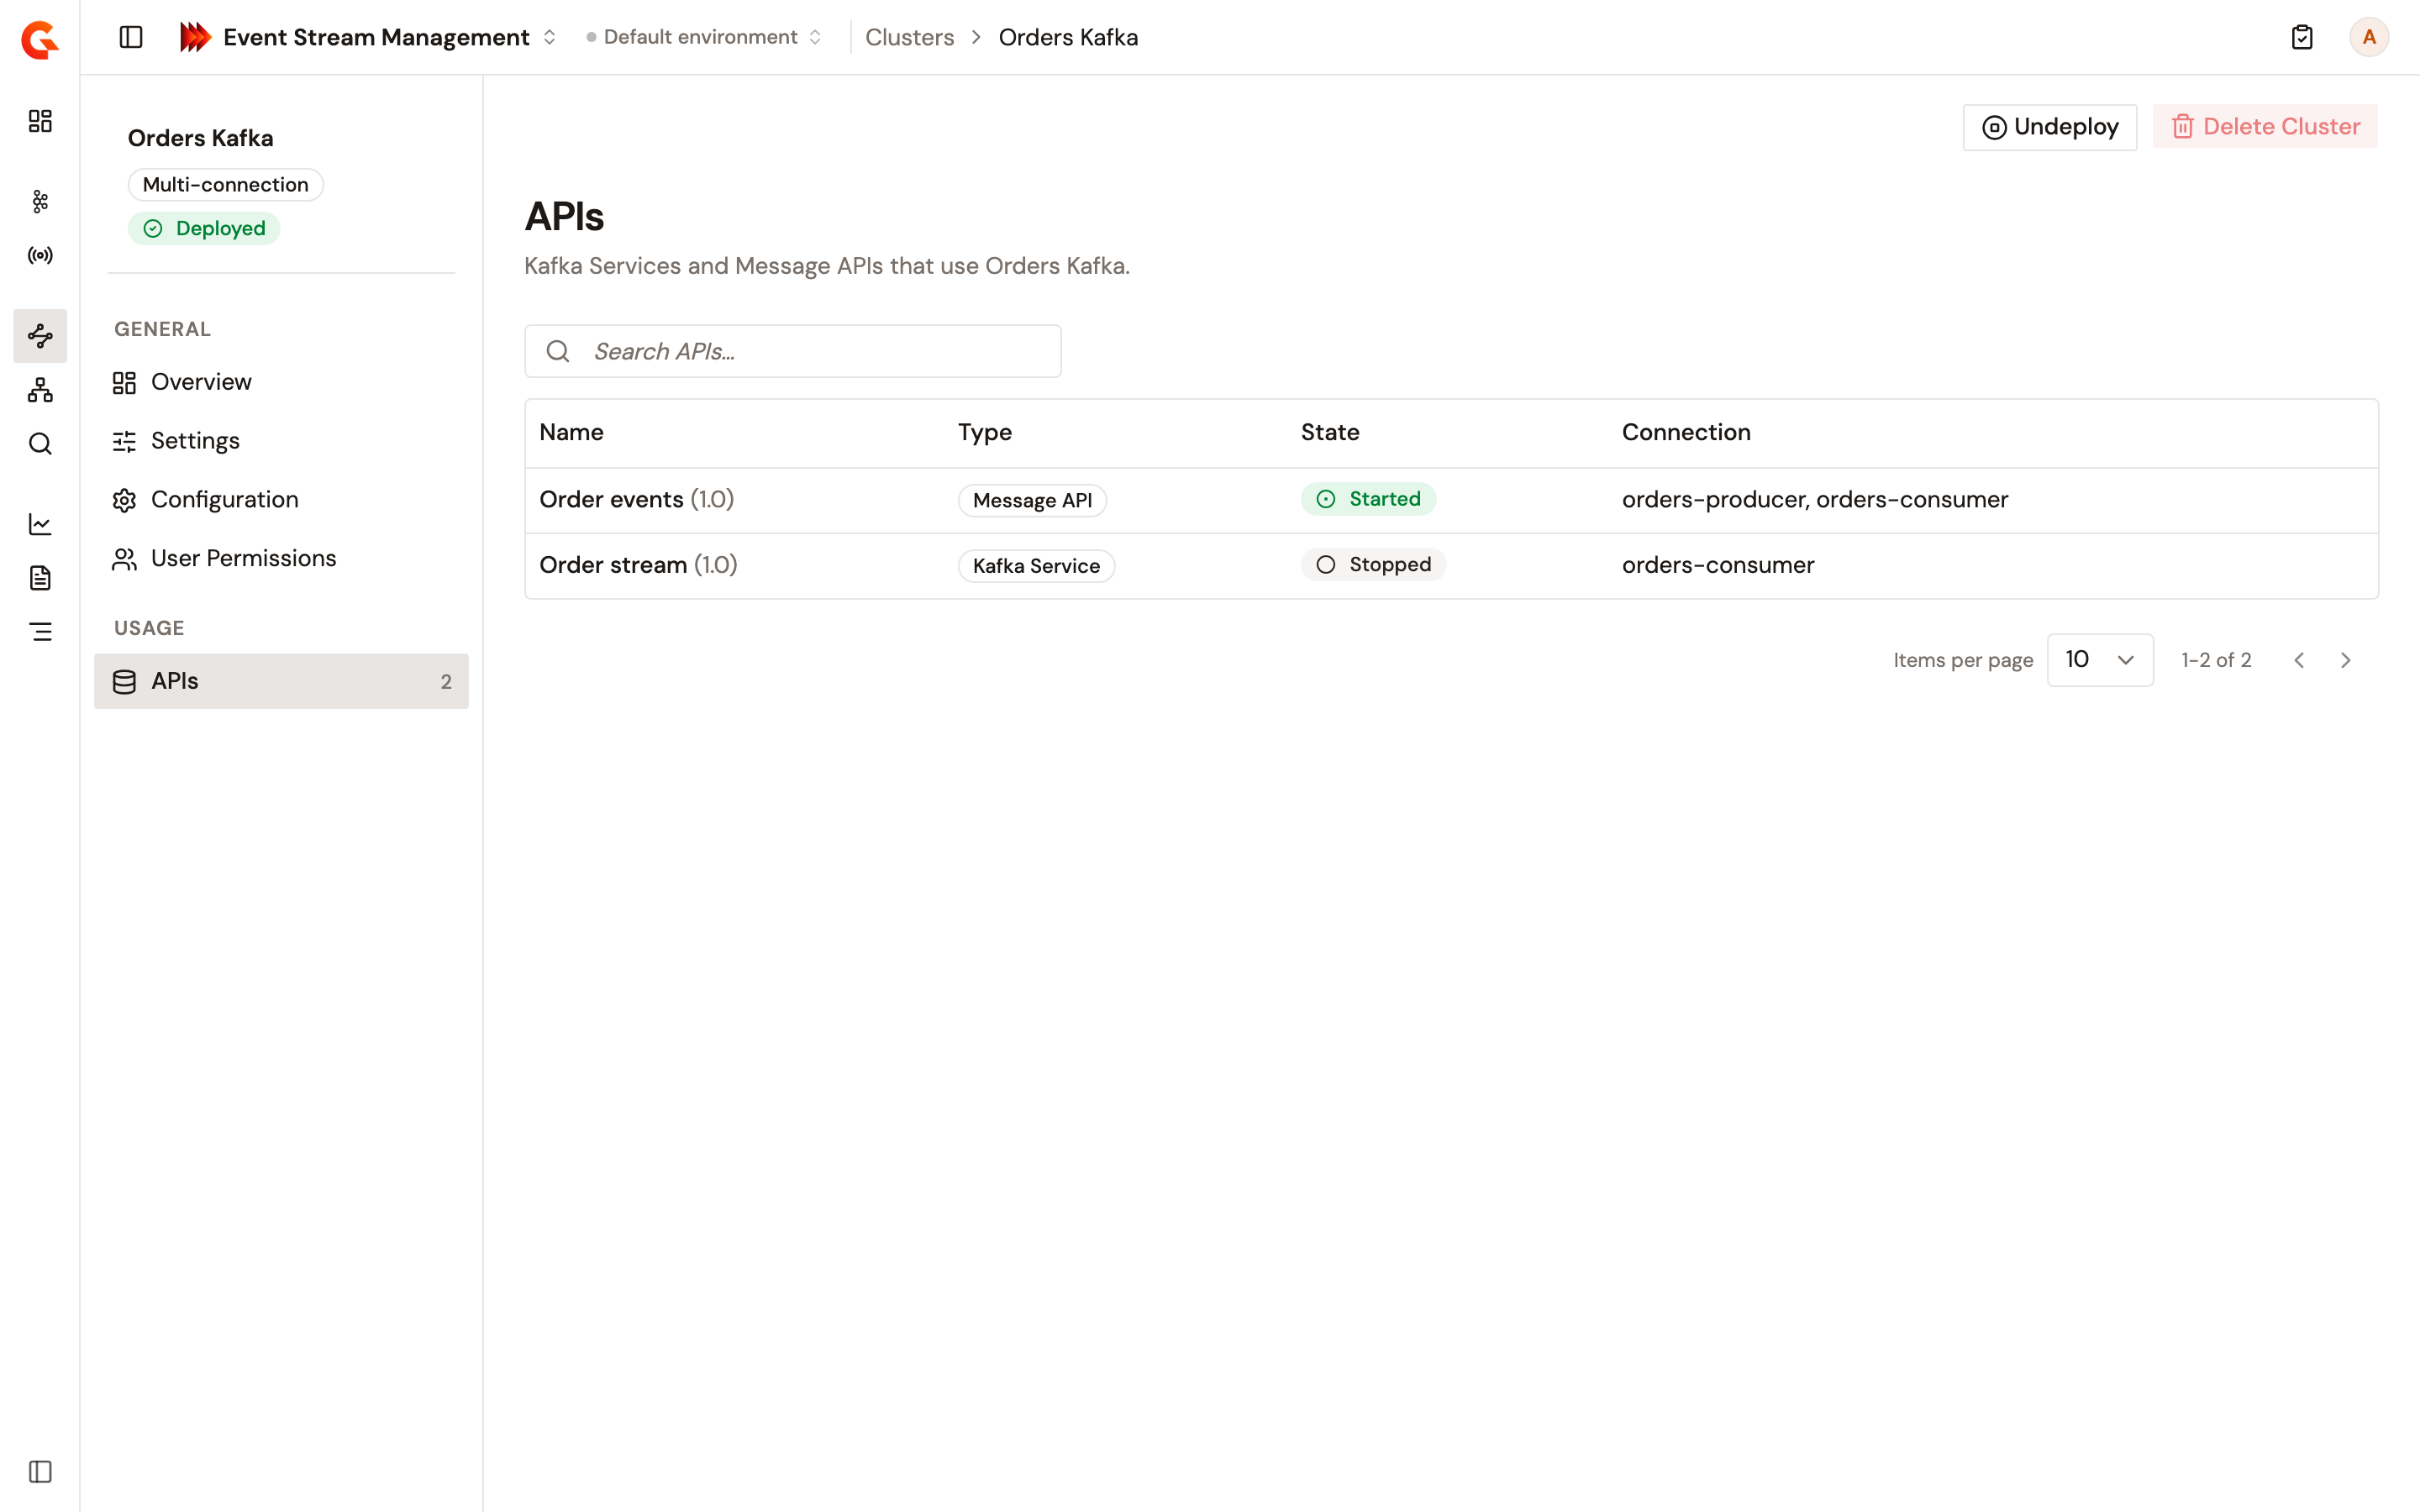 Event Stream Management
Default environment
Clusters > Orders Kafka
A
Orders Kafka
Multi-connection
Deployed
GENERAL
Overview
Settings
Configuration
User Permissions
USAGE
APIs 2
Undeploy
Delete Cluster
APIs
Kafka Services and Message APIs that use Orders Kafka.
Search APIs...
Name Type State Connection
Order events (1.0) Message API Started orders-producer, orders-consumer
Order stream (1.0) Kafka Service Stopped orders-consumer
Items per page 10 1-2 of 2